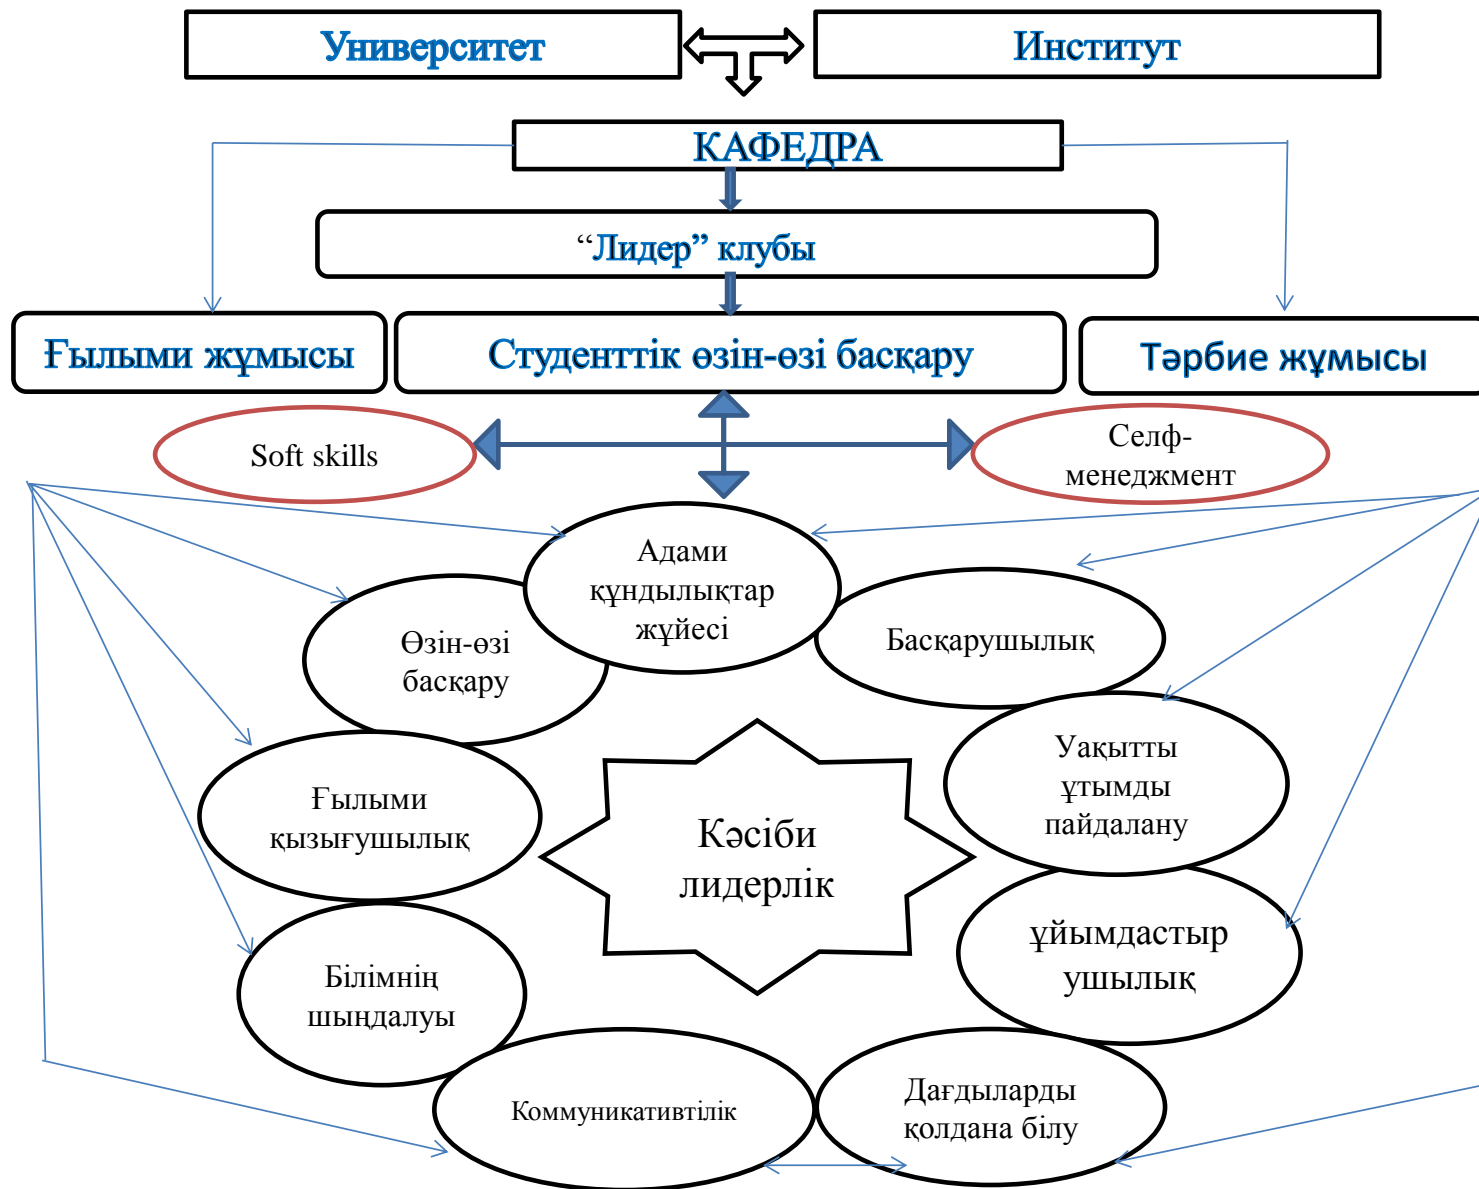 Университет
Институт
КАФЕДРА
“Лидер” клубы
Ғылыми жұмысы
Студенттік өзін-өзі басқару
Тәрбие жұмысы
Soft skills
Селф-
менеджмент
Адами
құндылықтар
жүйесі
Өзін-өзі
басқару
Басқарушылық
Ғылыми
қызығушылық
Уақытты
ұтымды
пайдалану
Кәсіби
лидерлік
Білімнің
шыңдалуы
ұйымдастыр
ушылық
Коммуникативтілік
Дағдыларды
қолдана білу